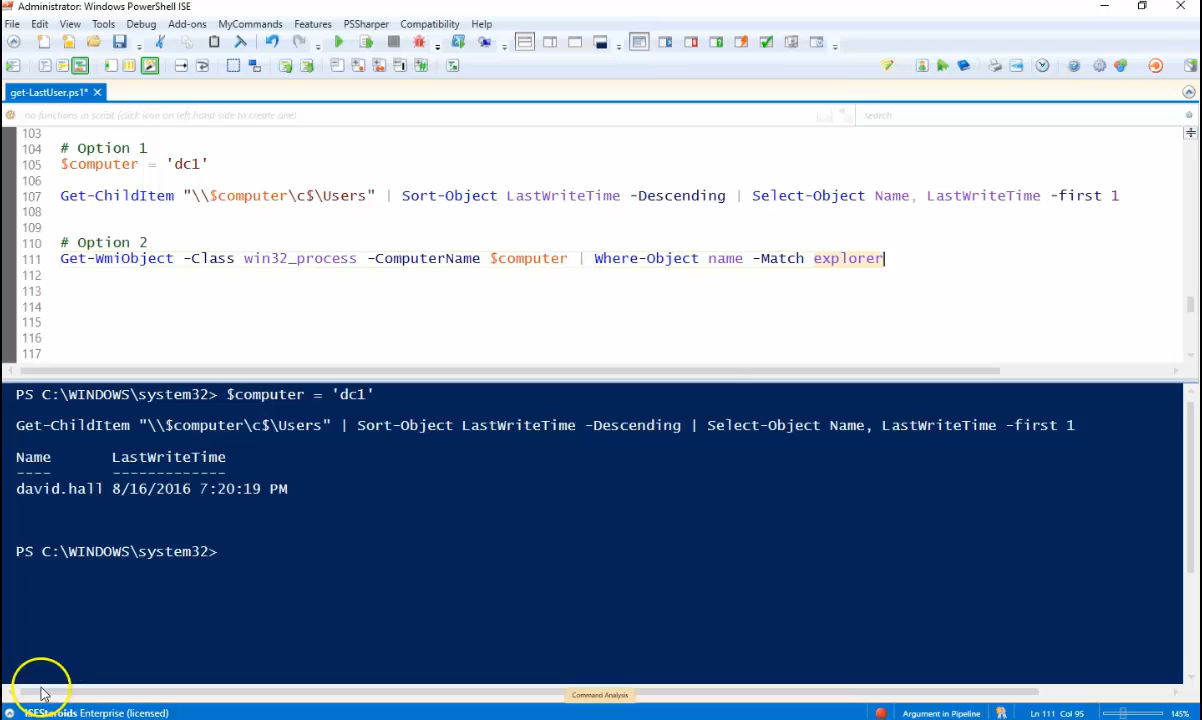 Administrator: Windows PowerShell ISE
File Edit View Tools Debug Add-ons MyCommands Features PSSharper Compatibility Help
get-LastUser.ps1* ×
no functions in script (click icon on left hand side to create one) search
103
104 # Option 1
105 $computer = 'dc1'
106
107 Get-ChildItem "\\$computer\c$\Users" | Sort-Object LastWriteTime -Descending | Select-Object Name, LastWriteTime -first 1
108
109
110 # Option 2
111 Get-WmiObject -Class win32_process -ComputerName $computer | Where-Object name -Match explorer
112
113
114
115
116
117
PS C:\WINDOWS\system32> $computer = 'dc1'
Get-ChildItem "\\$computer\c$\Users" | Sort-Object LastWriteTime -Descending | Select-Object Name, LastWriteTime -first 1
Name LastWriteTime
---- -------------
david.hall 8/16/2016 7:20:19 PM
PS C:\WINDOWS\system32>
Command Analysis
ISESteroids Enterprise (licensed) Argument in Pipeline Ln 111 Col 95 145%